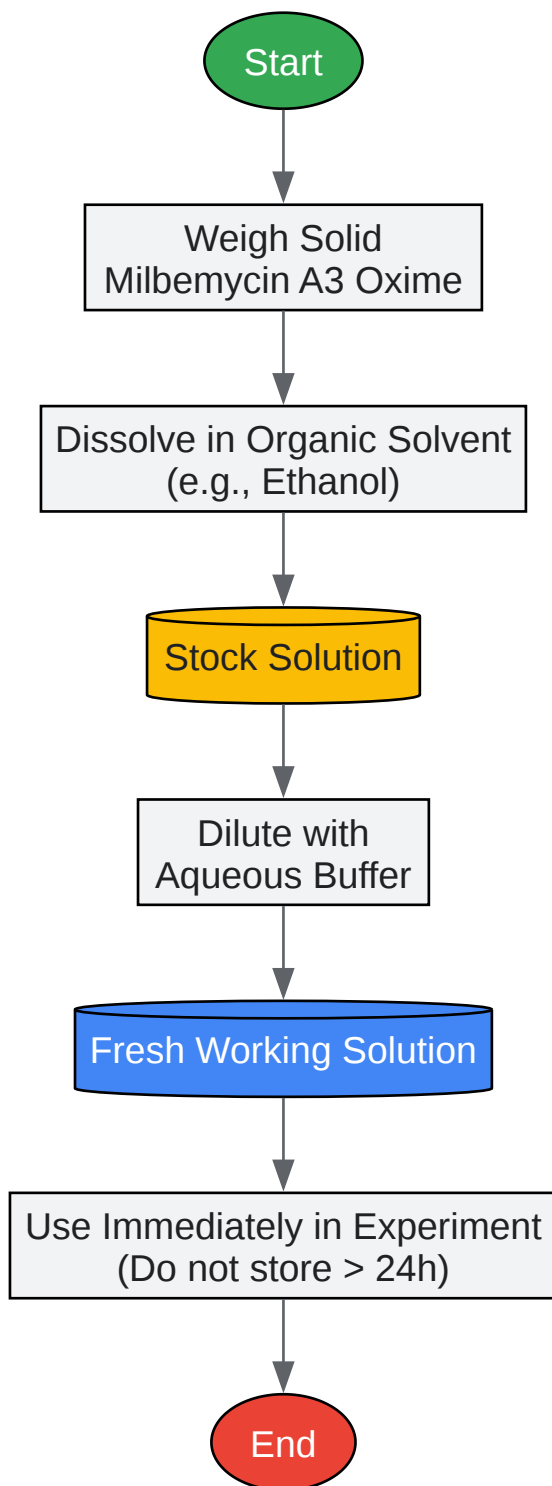 Start
Weigh Solid
Milbemycin A3 Oxime
Dissolve in Organic Solvent
(e.g., Ethanol)
Stock Solution
Dilute with
Aqueous Buffer
Fresh Working Solution
Use Immediately in Experiment
(Do not store > 24h)
End